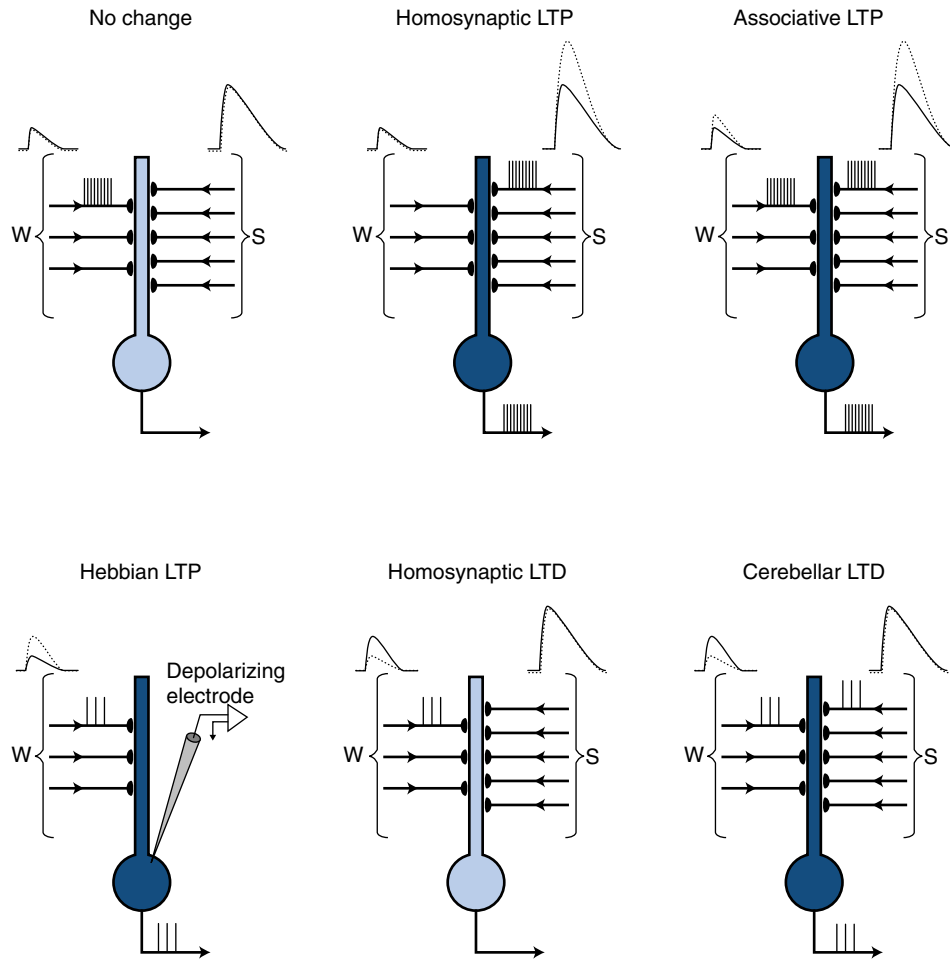 No change
Homosynaptic LTP
Associative LTP
W
S
W
S
W
S
Hebbian LTP
Homosynaptic LTD
Cerebellar LTD
Depolarizing
electrode
W
W
S
W
S